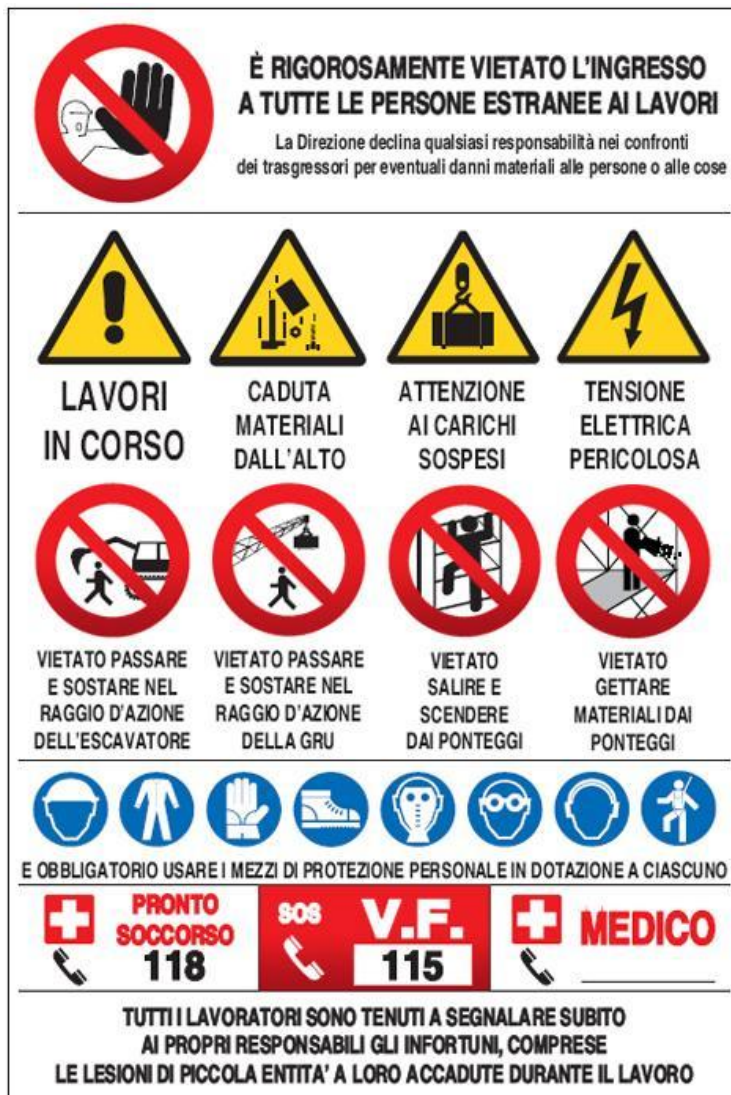 È RIGOROSAMENTE VIETATO L'INGRESSO
A TUTTE LE PERSONE ESTRANEE AI LAVORI
La Direzione declina qualsiasi responsabilità nei confronti
dei trasgressori per eventuali danni materiali alle persone o alle cose
LAVORI
IN CORSO
CADUTA
MATERIALI
DALL'ALTO
ATTENZIONE
AI CARICHI
SOSPESI
TENSIONE
ELETTRICA
PERICOLOSA
VIETATO PASSARE
E SOSTARE NEL
RAGGIO D'AZIONE
DELL'ESCAVATORE
VIETATO PASSARE
E SOSTARE NEL
RAGGIO D'AZIONE
DELLA GRU
VIETATO
SALIRE E
SCENDERE
DAI PONTEGGI
VIETATO
GETTARE
MATERIALI DAI
PONTEGGI
E OBBLIGATORIO USARE I MEZZI DI PROTEZIONE PERSONALE IN DOTAZIONE A CIASCUNO
PRONTO
SOCCORSO
118
SOS
V.F.
115
MEDICO
TUTTI I LAVORATORI SONO TENUTI A SEGNALARE SUBITO
AI PROPRI RESPONSABILI GLI INFORTUNI, COMPRESE
LE LESIONI DI PICCOLA ENTITA' A LORO ACCADUTE DURANTE IL LAVORO